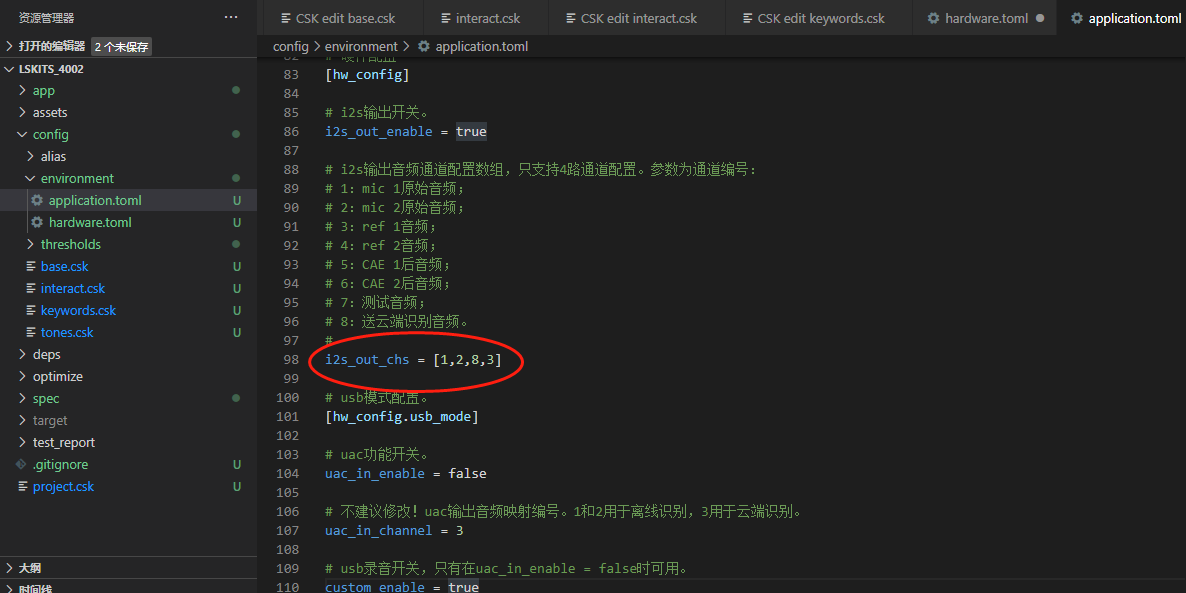 资源管理器
···
CSK edit base.csk
interact.csk
CSK edit interact.csk
CSK edit keywords.csk
hardware.toml
application.toml
打开的编辑器 2 个未保存
config > environment > application.toml
LSKITS_4002
app
assets
config
alias
environment
application.toml U
hardware.toml U
thresholds
base.csk U
interact.csk U
keywords.csk U
tones.csk U
deps
optimize
spec
target
test_report
.gitignore U
project.csk U
大纲
时间线
82 # 硬件配置
83 [hw_config]
84
85 # i2s输出开关。
86 i2s_out_enable = true
87
88 # i2s输出音频通道配置数组，只支持4路通道配置。参数为通道编号：
89 # 1：mic 1原始音频；
90 # 2：mic 2原始音频；
91 # 3：ref 1音频；
92 # 4：ref 2音频；
93 # 5：CAE 1后音频；
94 # 6：CAE 2后音频；
95 # 7：测试音频；
96 # 8：送云端识别音频。
97 #
98 i2s_out_chs = [1,2,8,3]
99
100 # usb模式配置。
101 [hw_config.usb_mode]
102
103 # uac功能开关。
104 uac_in_enable = false
105
106 # 不建议修改！uac输出音频映射编号。1和2用于离线识别，3用于云端识别。
107 uac_in_channel = 3
108
109 # usb录音开关，只有在uac_in_enable = false时可用。
110 custom_enable = true